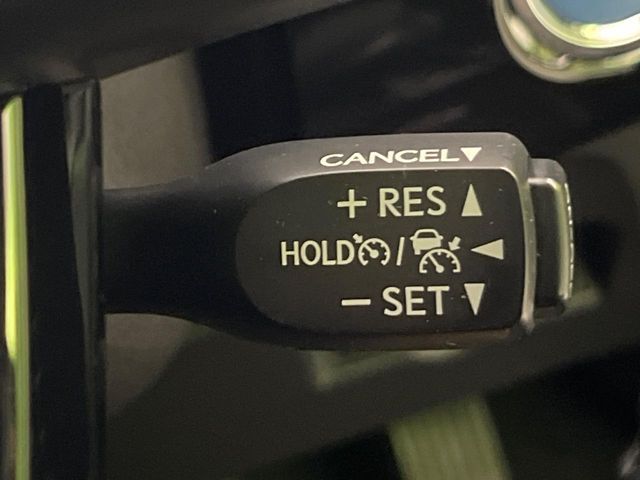 CANCEL▼
+ RES ▲
HOLD / ◀
− SET ▼